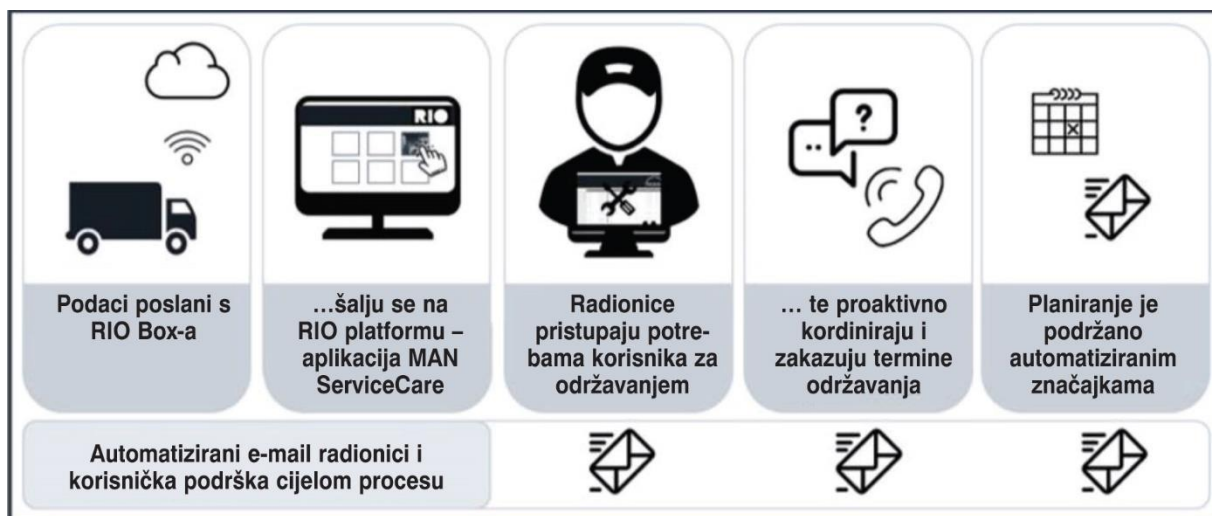 RIO
?
Podaci poslani s
RIO Box-a
...šalju se na
RIO platformu –
aplikacija MAN
ServiceCare
Radionice
pristupaju potre-
bama korisnika za
održavanjem
... te proaktivno
kordiniraju i
zakazuju termine
održavanja
Planiranje je
podržano
automatiziranim
značajkama
Automatizirani e-mail radionici i
korisnička podrška cijelom procesu